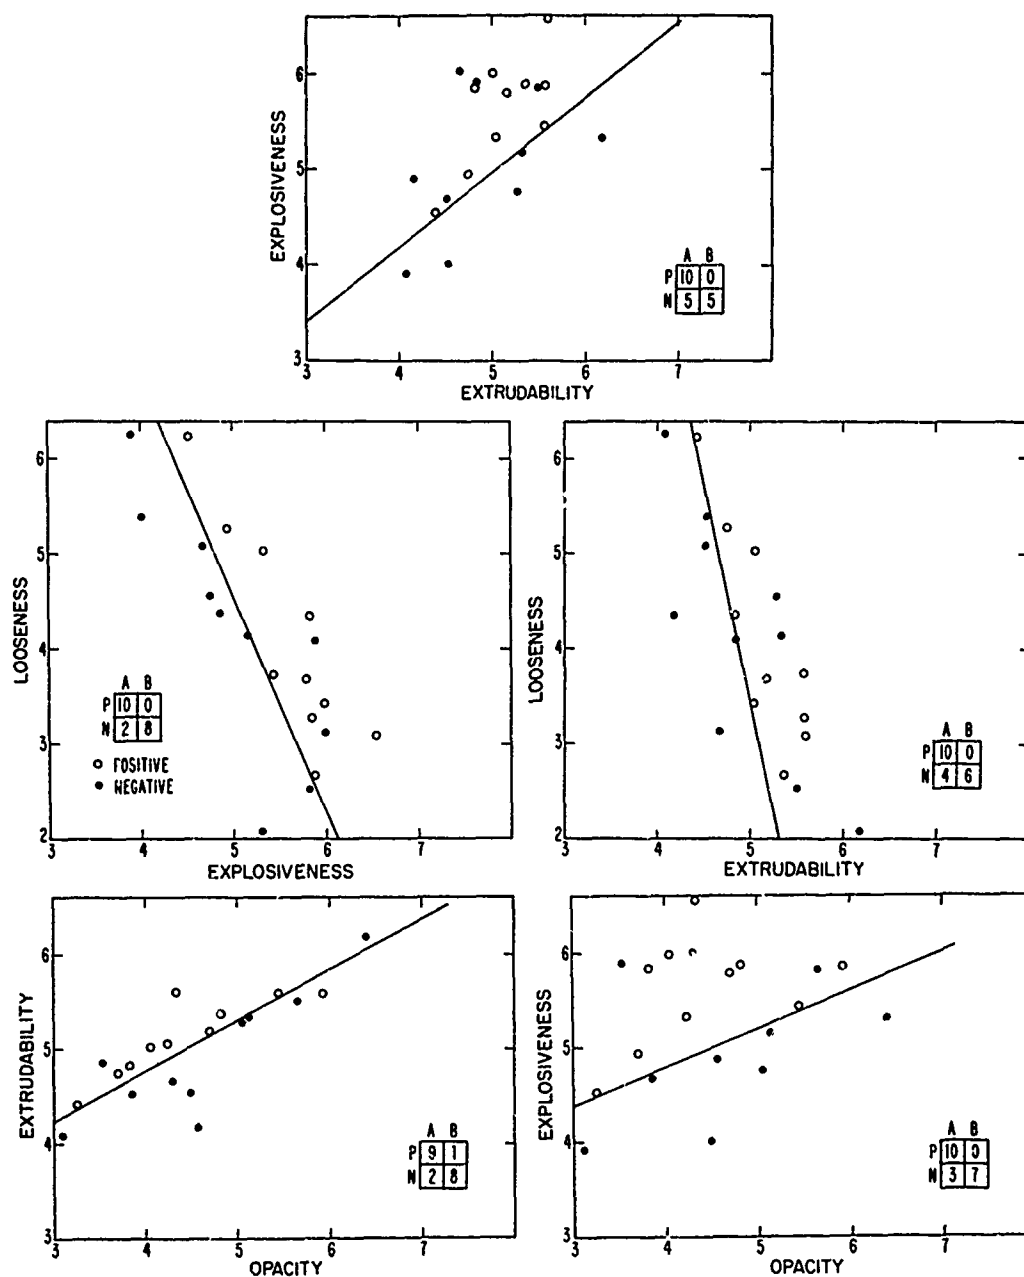 EXPLOSIVENESS
6
5
4
3
3 4 5 6 7
EXTRUDABILITY
A B
P 10 0
N 5 5
LOOSENESS
6
5
4
3
2
3 4 5 6 7
EXPLOSIVENESS
A B
P 10 0
N 2 8
POSITIVE
NEGATIVE
LOOSENESS
6
5
4
3
2
3 4 5 6 7
EXTRUDABILITY
A B
P 10 0
N 4 6
EXTRUDABILITY
6
5
4
3
3 4 5 6 7
OPACITY
A B
P 9 1
N 2 8
EXPLOSIVENESS
6
5
4
3
3 4 5 6 7
OPACITY
A B
P 10 0
N 3 7